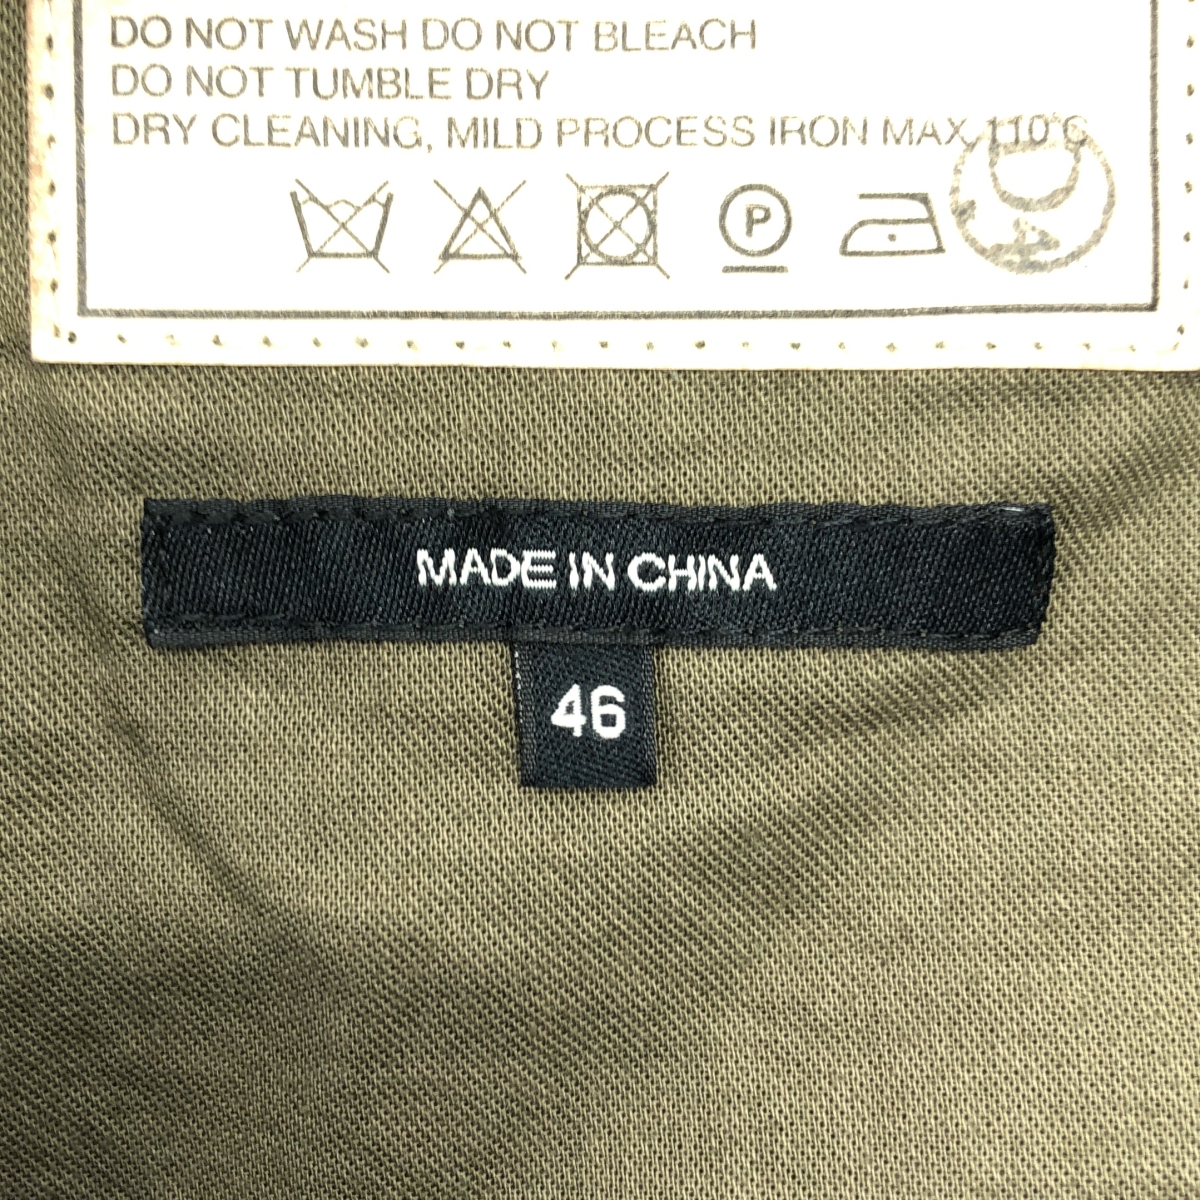 DO NOT WASH DO NOT BLEACH
DO NOT TUMBLE DRY
DRY CLEANING, MILD PROCESS IRON MAX, 110°C
P
MADE IN CHINA
46